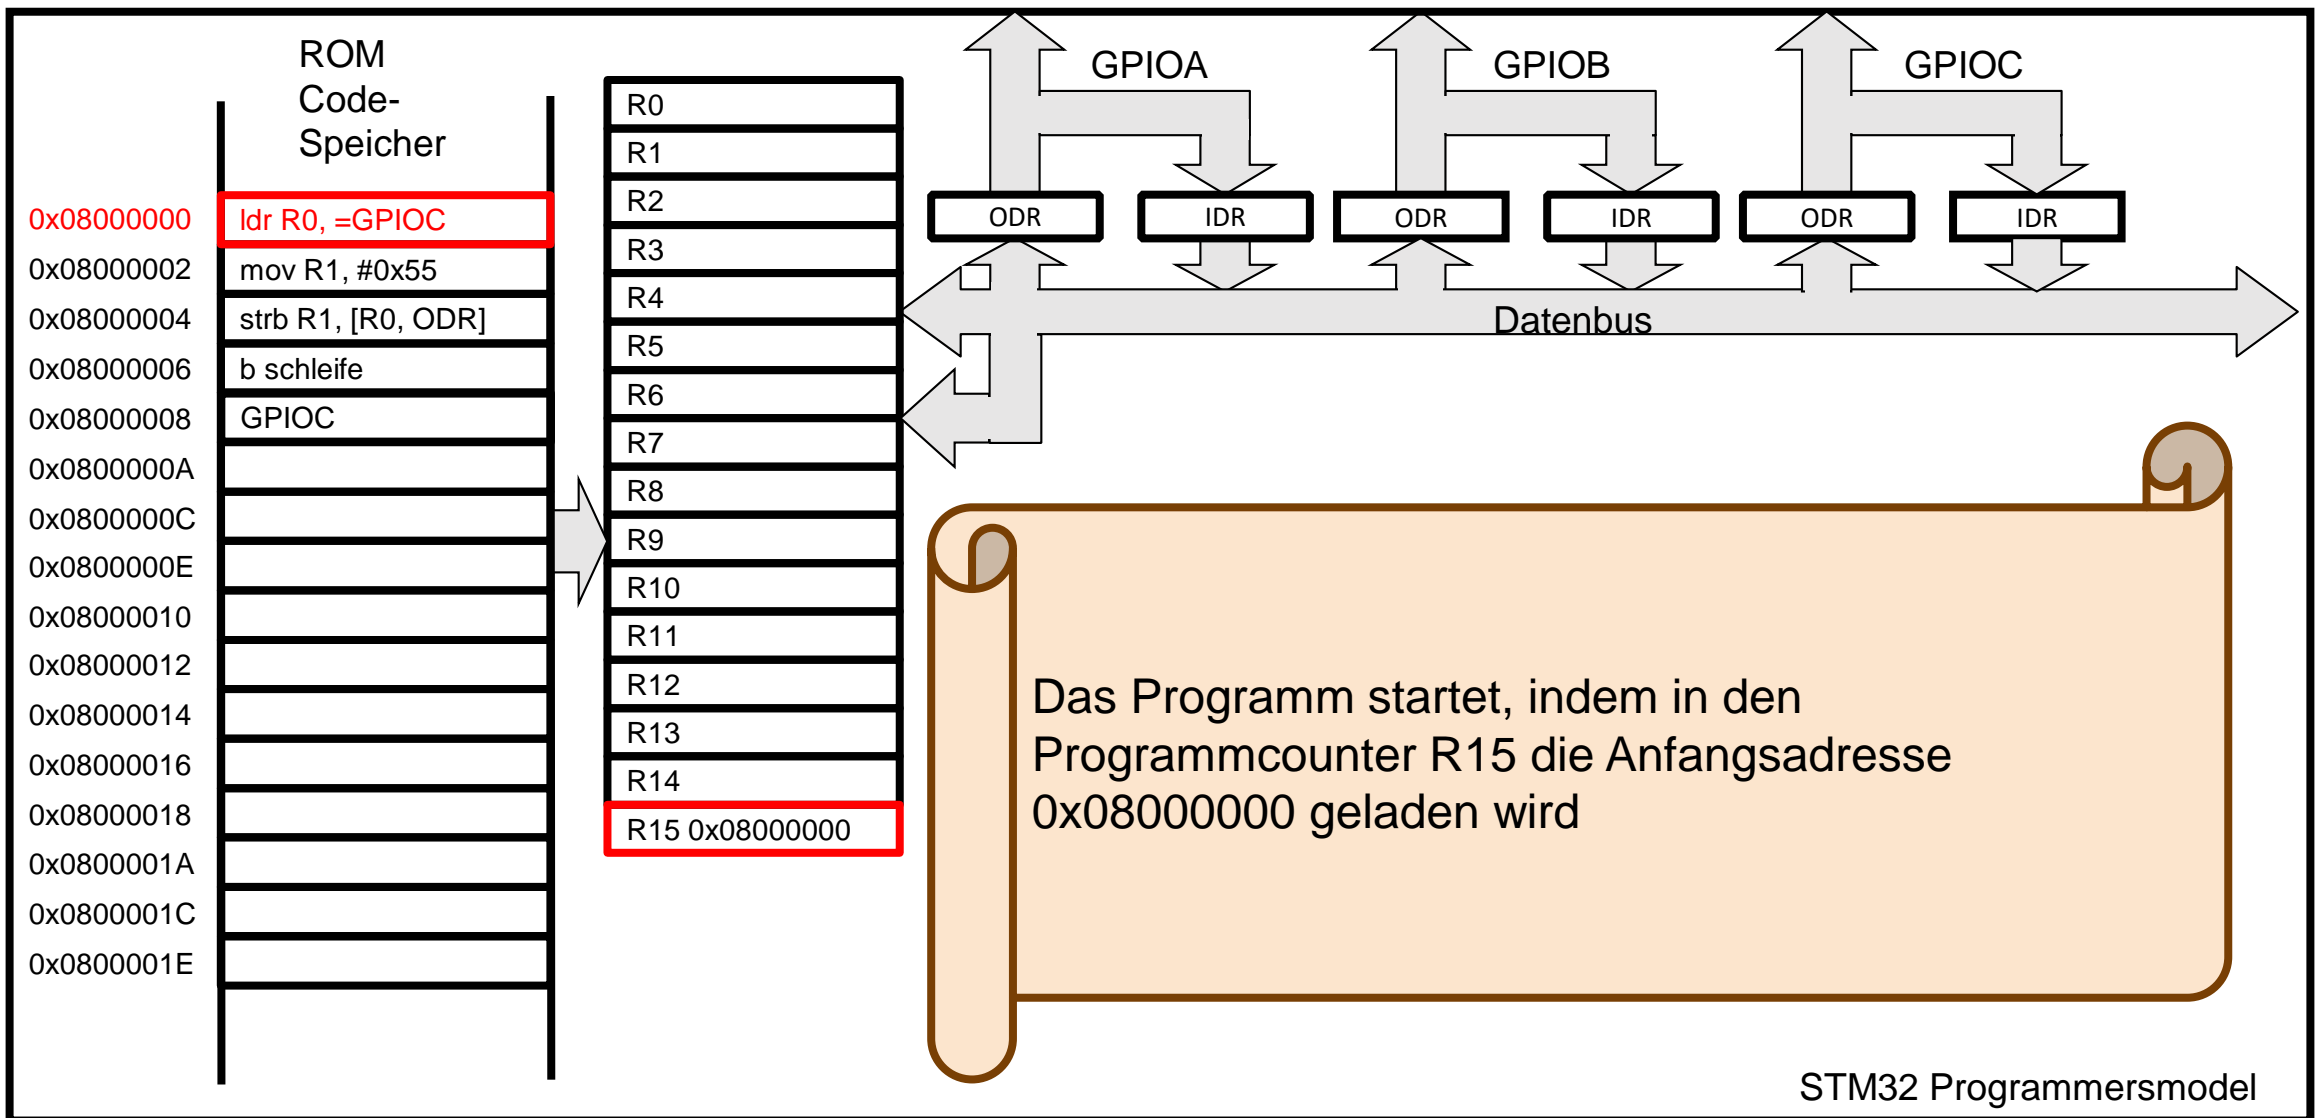 ROM
Code-
Speicher
0x08000000 ldr R0, =GPIOC
0x08000002 mov R1, #0x55
0x08000004 strb R1, [R0, ODR]
0x08000006 b schleife
0x08000008 GPIOC
0x0800000A
0x0800000C
0x0800000E
0x08000010
0x08000012
0x08000014
0x08000016
0x08000018
0x0800001A
0x0800001C
0x0800001E
R0
R1
R2
R3
R4
R5
R6
R7
R8
R9
R10
R11
R12
R13
R14
R15 0x08000000
GPIOA GPIOB GPIOC
ODR IDR ODR IDR ODR IDR
Datenbus
Das Programm startet, indem in den
Programmcounter R15 die Anfangsadresse
0x08000000 geladen wird
STM32 Programmersmodel